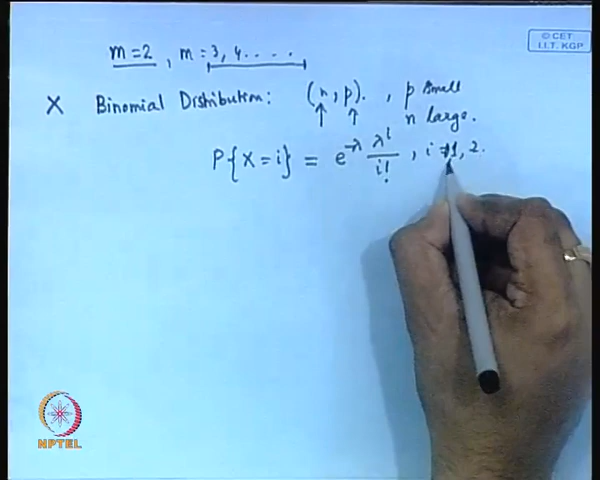 © CET
I.I.T. KGP
m=2 , m = 3, 4 . . . .
X Binomial Distribution: (n, p). , p small
n large.
P{X = i} = e^-λ λ^i / i! , i = 1, 2.
NPTEL